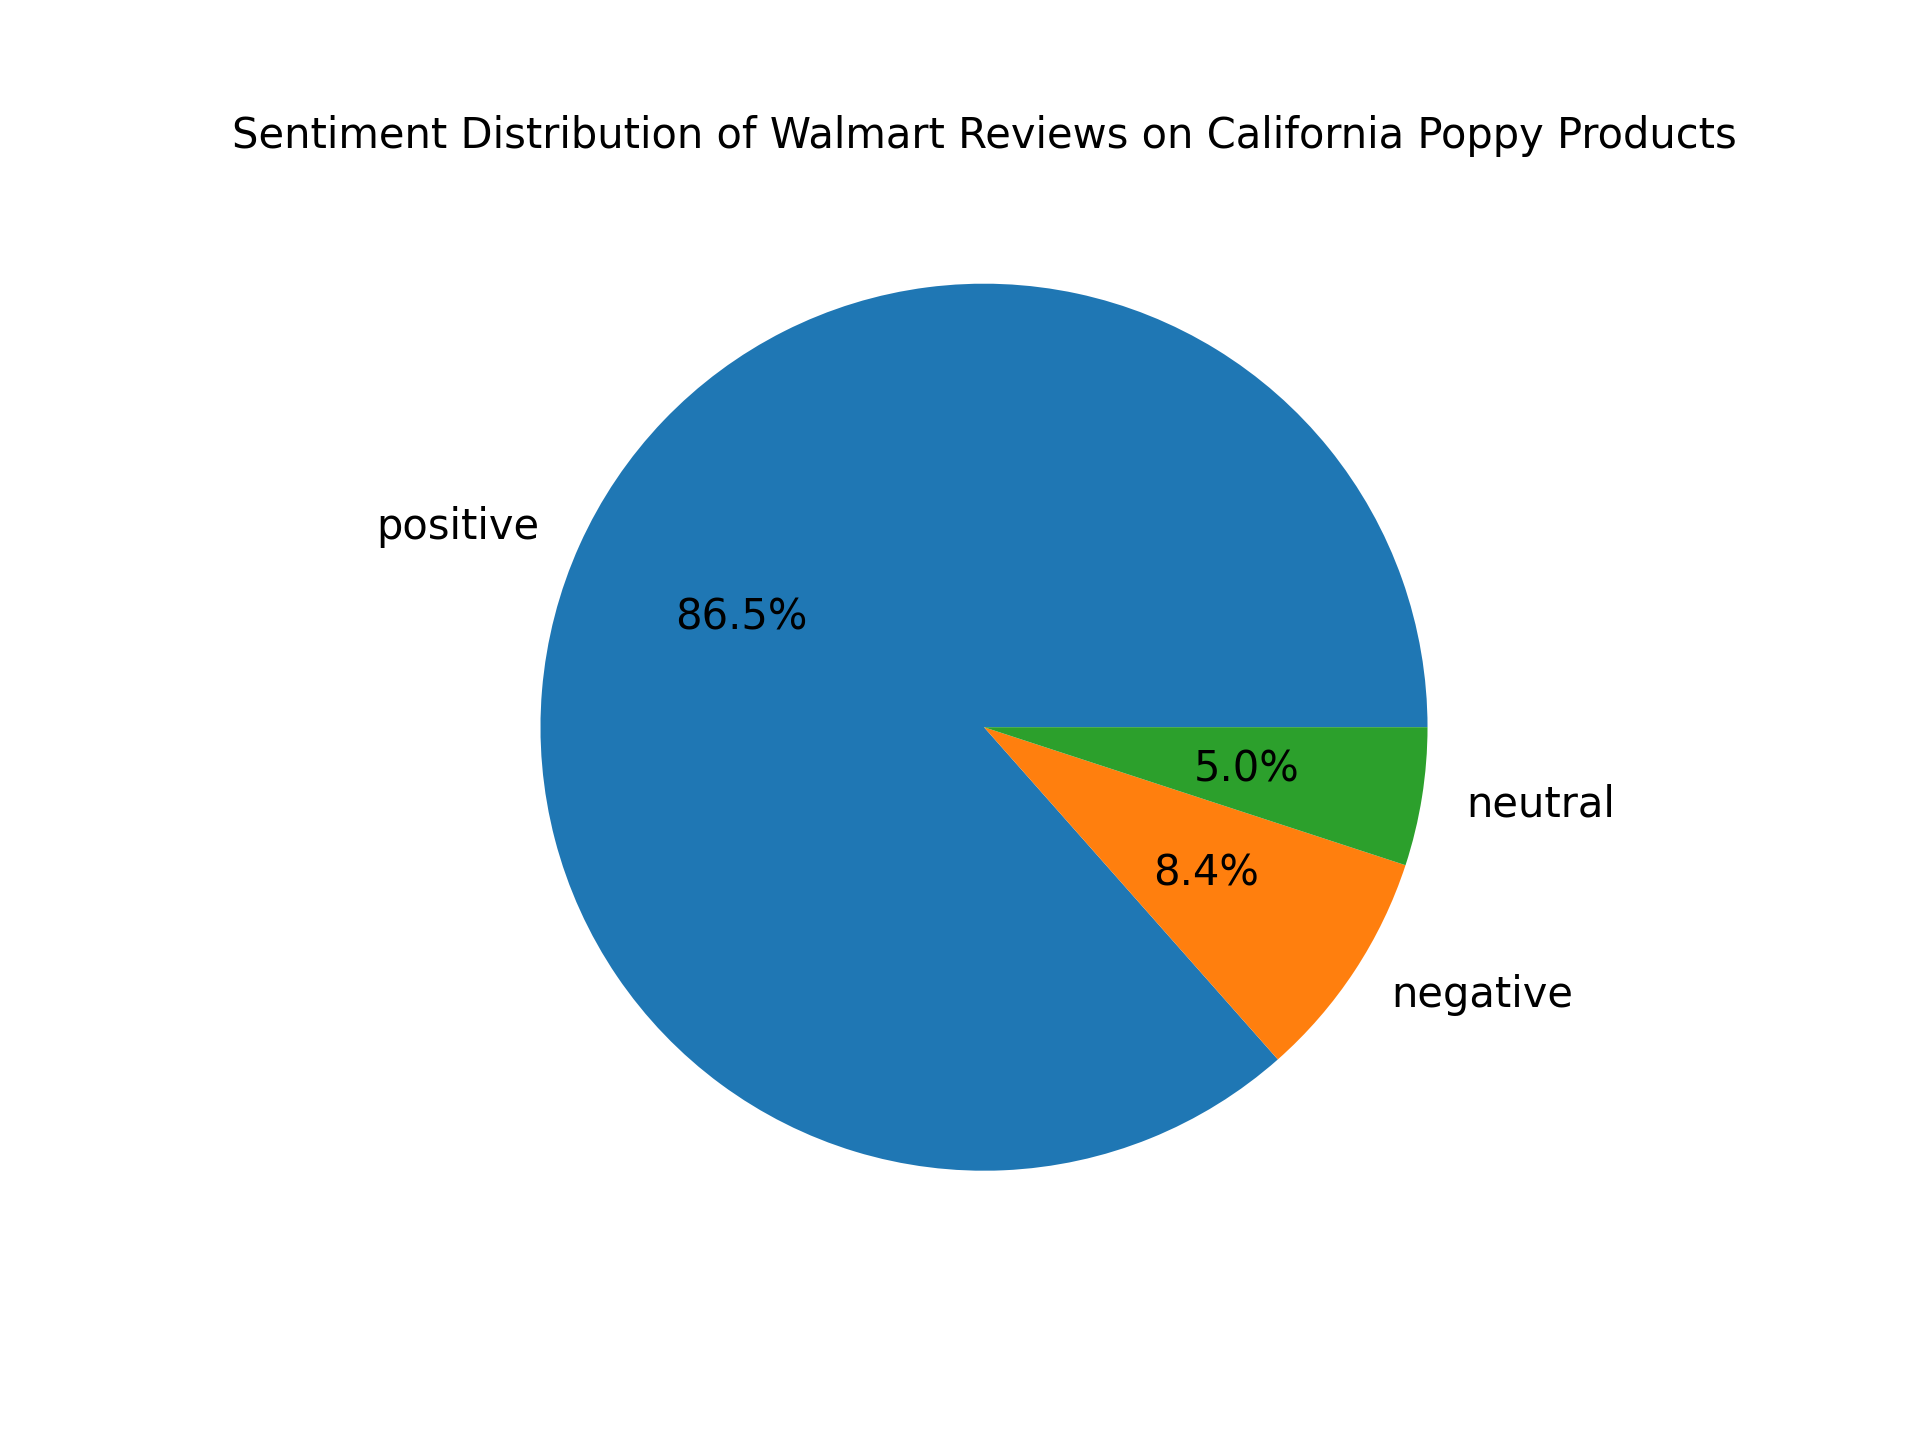 Sentiment Distribution of Walmart Reviews on California Poppy Products
positive
86.5%
5.0%
neutral
8.4%
negative